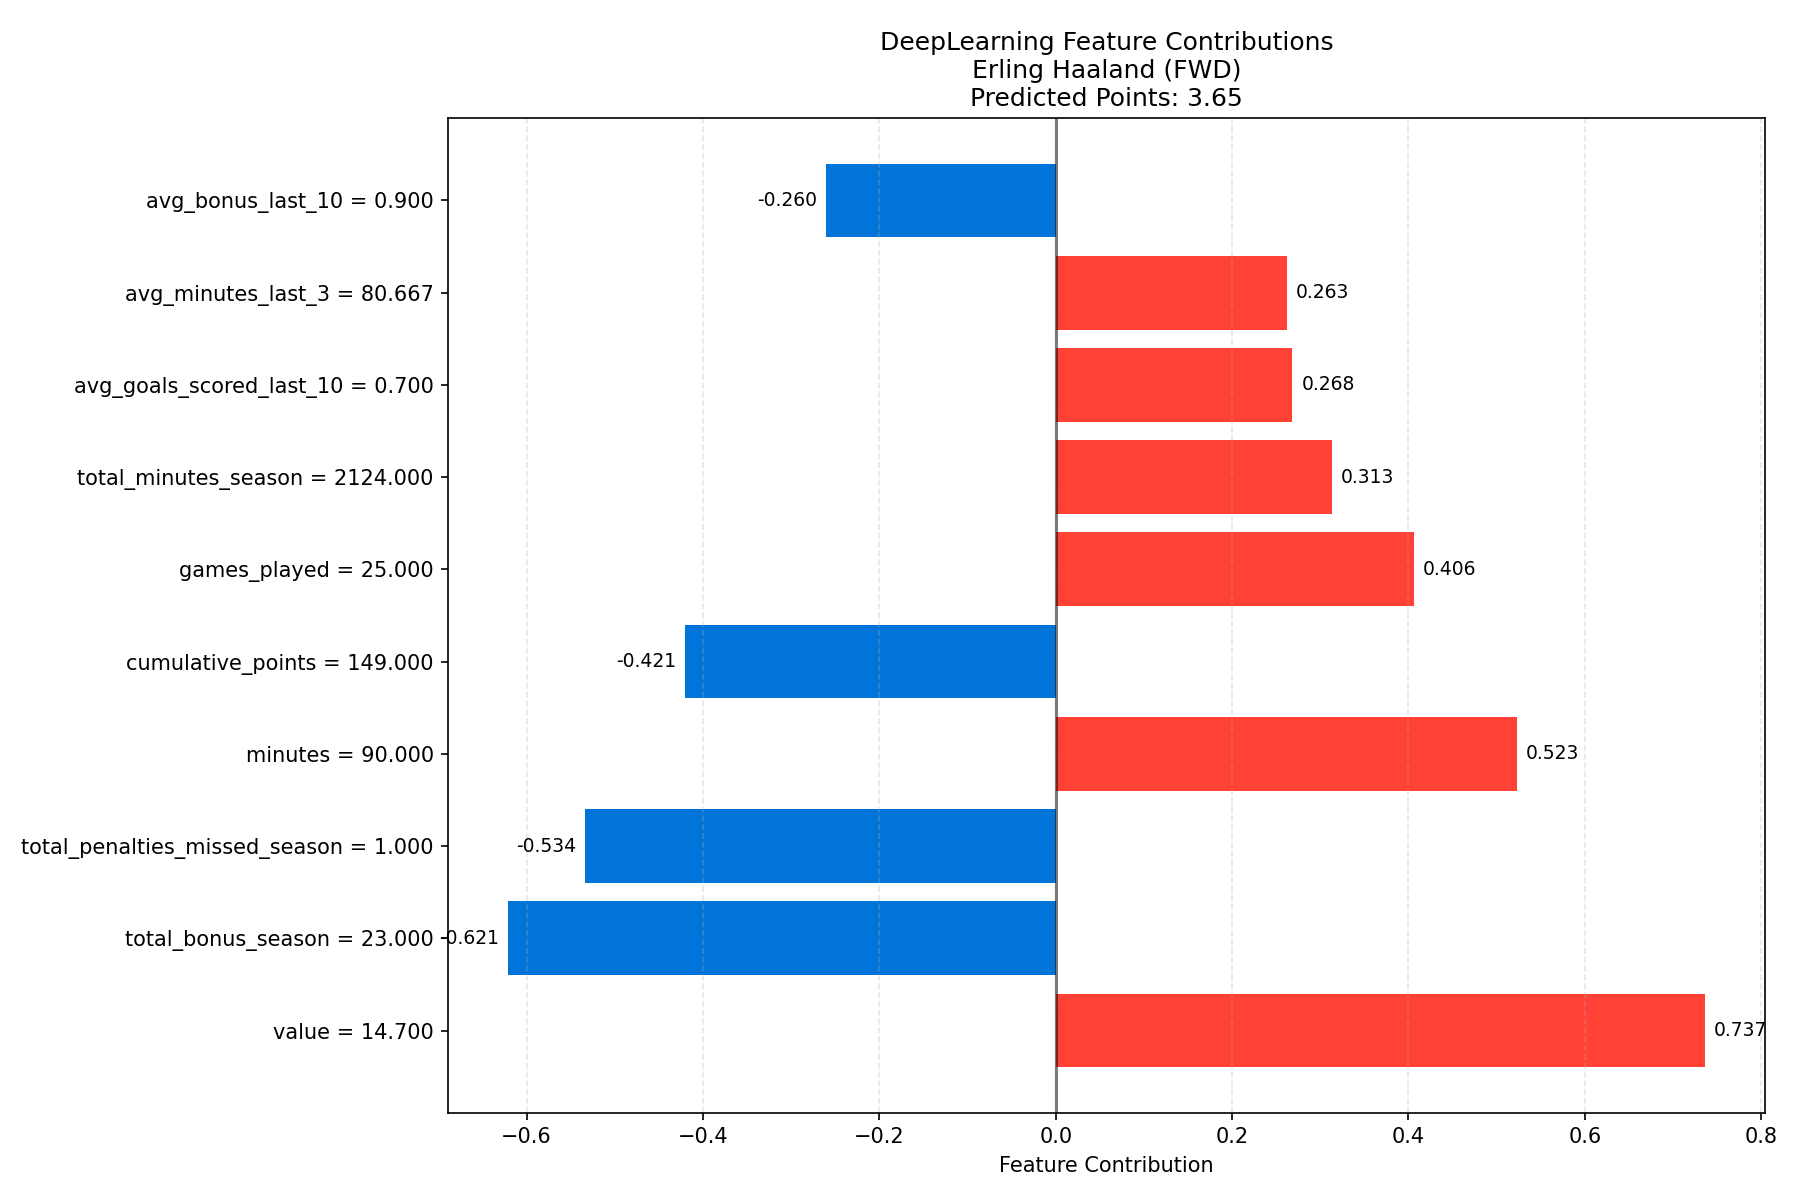 DeepLearning Feature Contributions
Erling Haaland (FWD)
Predicted Points: 3.65
avg_bonus_last_10 = 0.900
-0.260
avg_minutes_last_3 = 80.667
0.263
avg_goals_scored_last_10 = 0.700
0.268
total_minutes_season = 2124.000
0.313
games_played = 25.000
0.406
cumulative_points = 149.000
-0.421
minutes = 90.000
0.523
total_penalties_missed_season = 1.000
-0.534
total_bonus_season = 23.000
-0.621
value = 14.700
0.737
−0.6 −0.4 −0.2 0.0 0.2 0.4 0.6 0.8
Feature Contribution